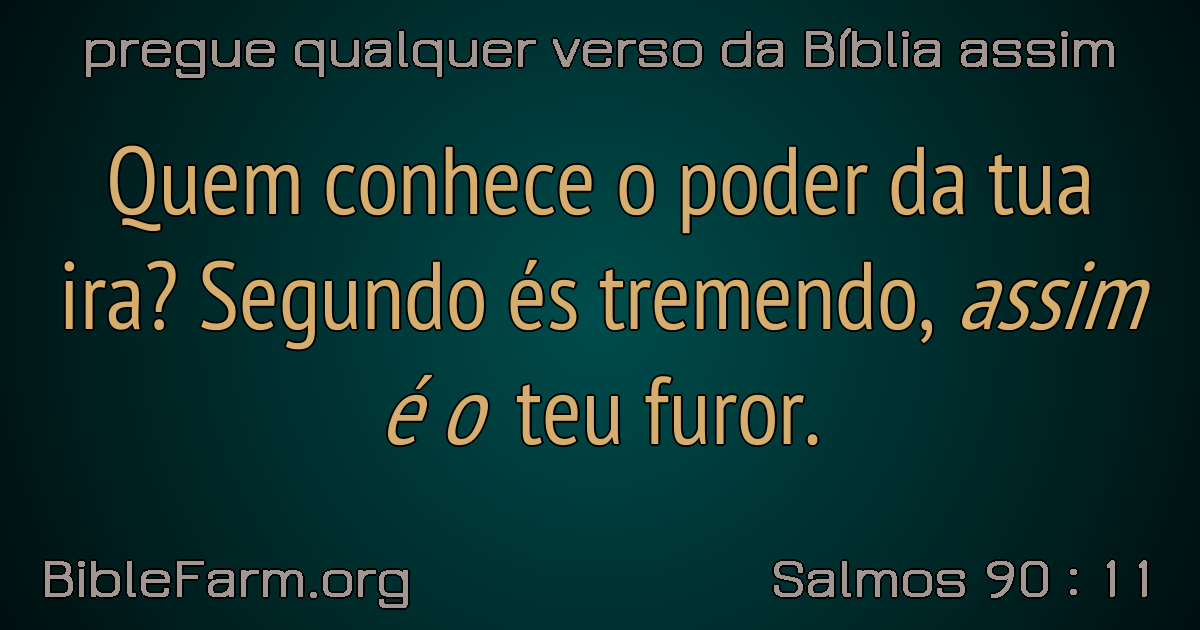 pregue qualquer verso da Bíblia assim
Quem conhece o poder da tua
ira? Segundo és tremendo, assim
é o teu furor.
BibleFarm.org
Salmos 90 : 11